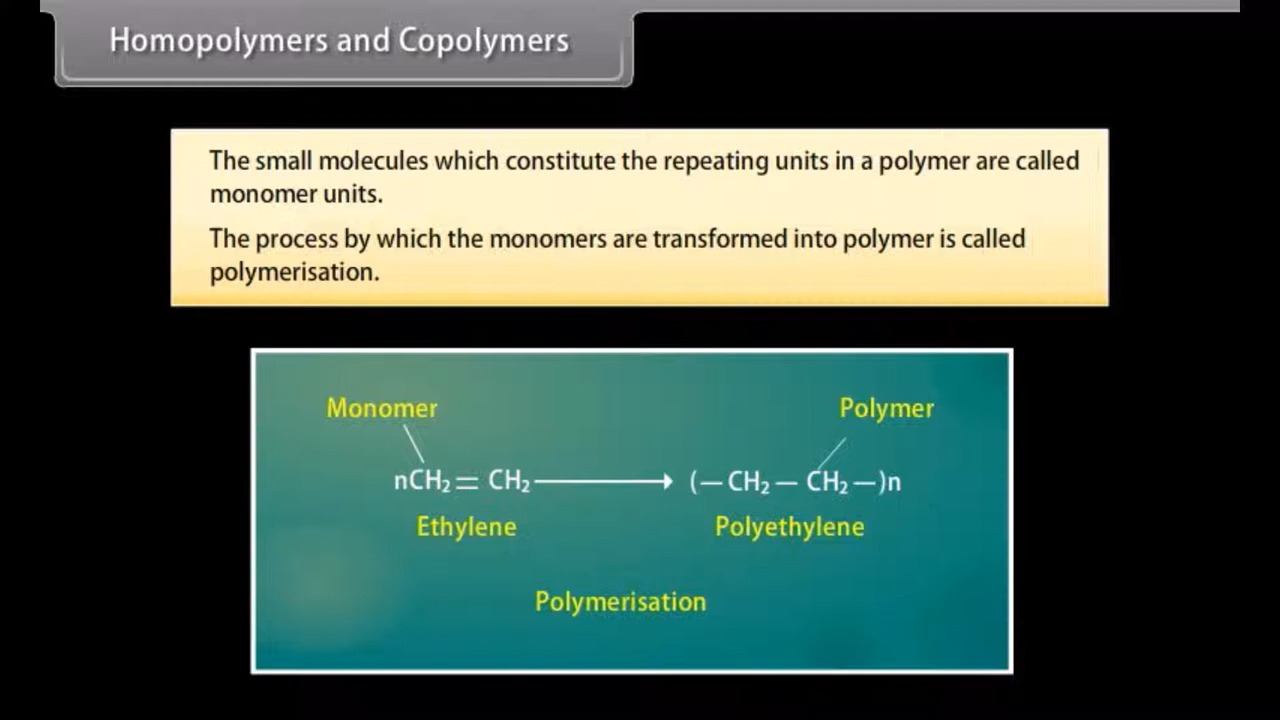 Homopolymers and Copolymers
The small molecules which constitute the repeating units in a polymer are called
monomer units.
The process by which the monomers are transformed into polymer is called
polymerisation.
Monomer
Polymer
nCH₂ = CH₂ ⟶ (— CH₂ — CH₂ —)n
Ethylene
Polyethylene
Polymerisation